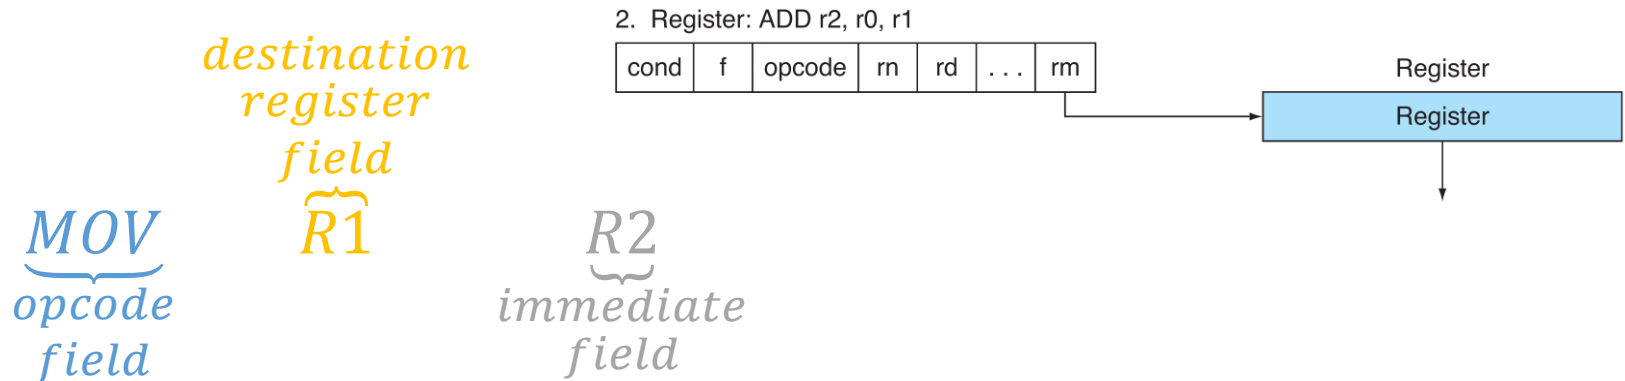 2. Register: ADD r2, r0, r1
cond f opcode rn rd . . . rm
Register
Register
destination
register
field
MOV R1 R2
opcode
field
immediate
field